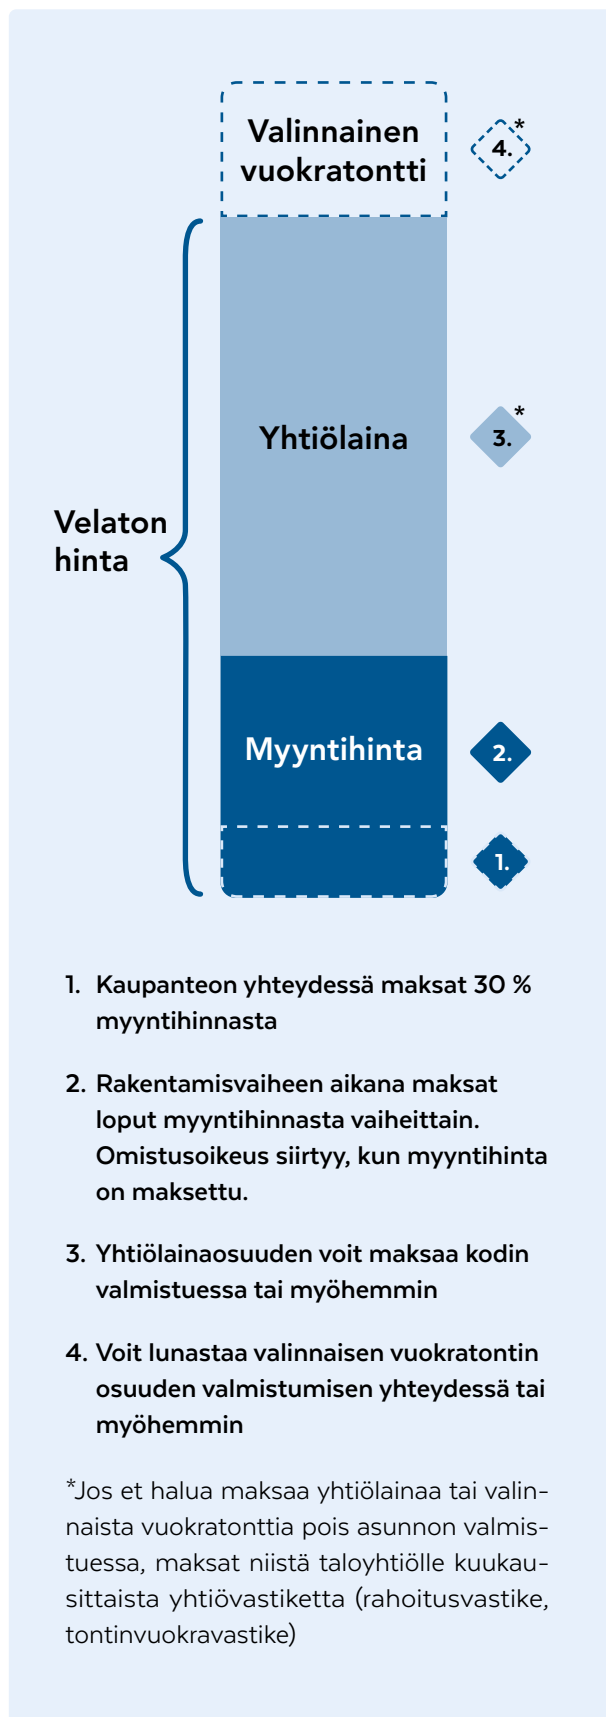 Valinnainen
vuokratontti
4.*
Yhtiölaina
3.*
Velaton
hinta
Myyntihinta
2.
1.
1. Kaupanteon yhteydessä maksat 30 %
myyntihinnasta
2. Rakentamisvaiheen aikana maksat
loput myyntihinnasta vaiheittain.
Omistusoikeus siirtyy, kun myyntihinta
on maksettu.
3. Yhtiölainaosuuden voit maksaa kodin
valmistuessa tai myöhemmin
4. Voit lunastaa valinnaisen vuokratontin
osuuden valmistumisen yhteydessä tai
myöhemmin
*Jos et halua maksaa yhtiölainaa tai valin-
naista vuokratonttia pois asunnon valmis-
tuessa, maksat niistä taloyhtiölle kuukau-
sittaista yhtiövastiketta (rahoitusvastike,
tontinvuokravastike)